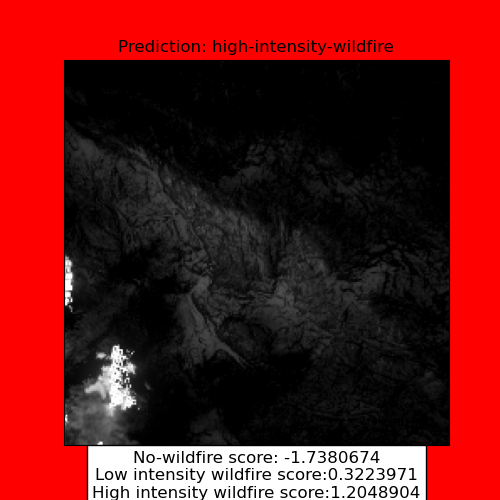 Prediction: high-intensity-wildfire
No-wildfire score: -1.7380674
Low intensity wildfire score:0.3223971
High intensity wildfire score:1.2048904